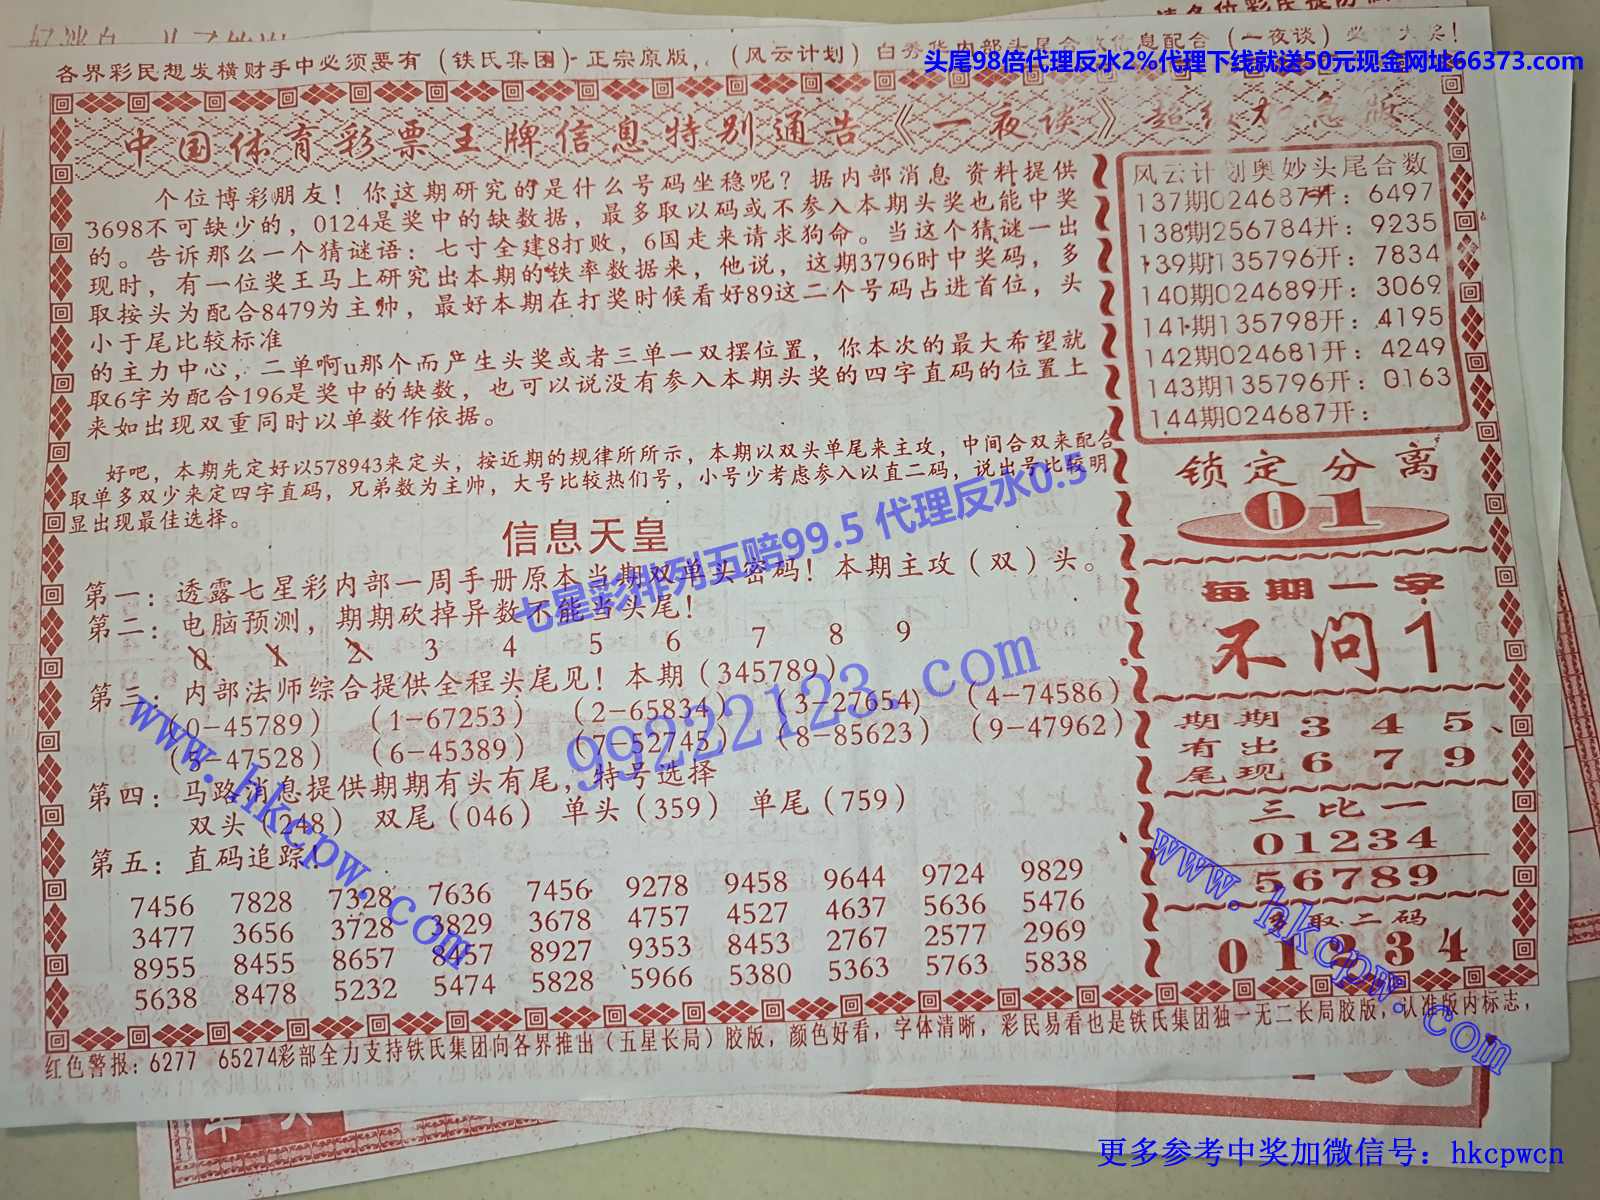 各界彩民想发横财手中必须要有（铁氏集团）-正宗原版，（风云计划）白秀华内部头尾合数信息配合（一夜谈）必中大奖！
头尾98倍代理反水2%代理下线就送50元现金网址66373.com
中国体育彩票王牌信息特别通告《一夜谈》超级加急版
个位博彩朋友！你这期研究的是什么号码坐稳呢？据内部消息 资料提供
3698不可缺少的，0124是奖中的缺数据，最多取以码或不参入本期头奖也能中奖
的。告诉那么一个猜谜语：七寸全建8打败，6国走来请求狗命。当这个猜谜一出
现时，有一位奖王马上研究出本期的铁率数据来，他说，这期3796时中奖码，多
取按头为配合8479为主帅，最好本期在打奖时候看好89这二个号码占进首位，头
小于尾比较标准
的主力中心，二单啊u那个而产生头奖或者三单一双摆位置，你本次的最大希望就
取6字为配合196是奖中的缺数，也可以说没有参入本期头奖的四字直码的位置上
来如出现双重同时以单数作依据。
好吧，本期先定好以578943来定头，按近期的规律所所示，本期以双头单尾来主攻，中间合双来配合
取单多双少来定四字直码，兄弟数为主帅，大号比较热们号，小号少考虑参入以直二码，说出号比较明
显出现最佳选择。
七星彩排列五赔99.5 代理反水0.5
信息天皇
第一：透露七星彩内部一周手册原本当期双单头密码！本期主攻（双）头。
第二：电脑预测，期期砍掉异数不能当头尾！
0 1 2 3 4 5 6 7 8 9
第三：内部法师综合提供全程头尾见！本期（345789）
（0-45789） （1-67253） （2-65834） （3-27654） （4-74586）
（5-47528） （6-45389） （7-52745） （8-85623） （9-47962）
99222123.com
第四：马路消息提供期期有头有尾，特号选择
双头（248） 双尾（046） 单头（359） 单尾（759）
www.hkcpw.com
第五：直码追踪！
7456 7828 7328 7636 7456 9278 9458 9644 9724 9829
3477 3656 3728 3829 3678 4757 4527 4637 5636 5476
8955 8455 8657 8457 8927 9353 8453 2767 2577 2969
5638 8478 5232 5474 5828 5966 5380 5363 5763 5838
风云计划奥妙头尾合数
137期024687开：6497
138期256784开：9235
139期135796开：7834
140期024689开：3069
141期135798开：4195
142期024681开：4249
143期135796开：0163
144期024687开：
锁定分离
01
每期一字
不问1
期期 3 4 5、
有出
尾现 6 7 9
三比一
01234
56789
多取二码
01234
www.hkcpw.com
红色警报：6277 65274彩部全力支持铁氏集团向各界推出（五星长局）胶版，颜色好看，字体清晰，彩民易看也是铁氏集团独一无二长局胶版，认准版内标志，
更多参考中奖加微信号：hkcpwcn